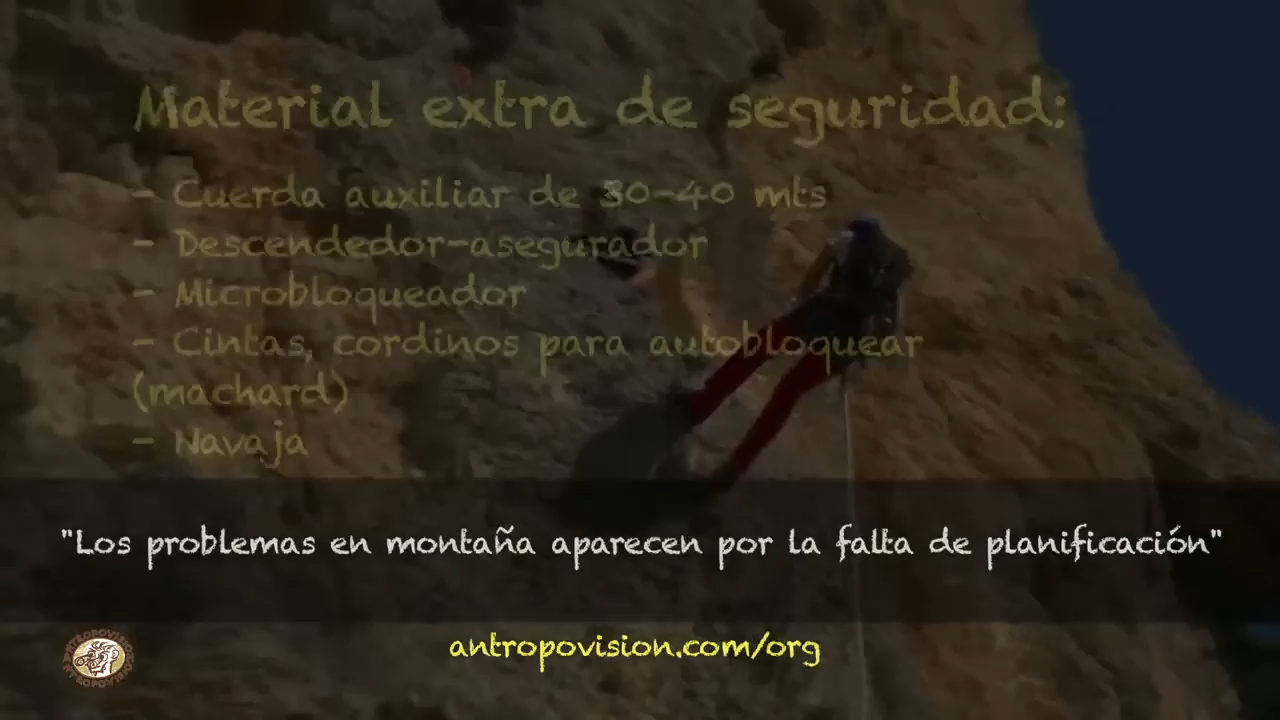 Material extra de seguridad:
- Cuerda auxiliar de 30-40 mts
- Descendedor-asegurador
- Microbloqueador
- Cintas, cordinos para autobloquear
(machard)
- Navaja
"Los problemas en montaña aparecen por la falta de planificación"
antropovision.com/org